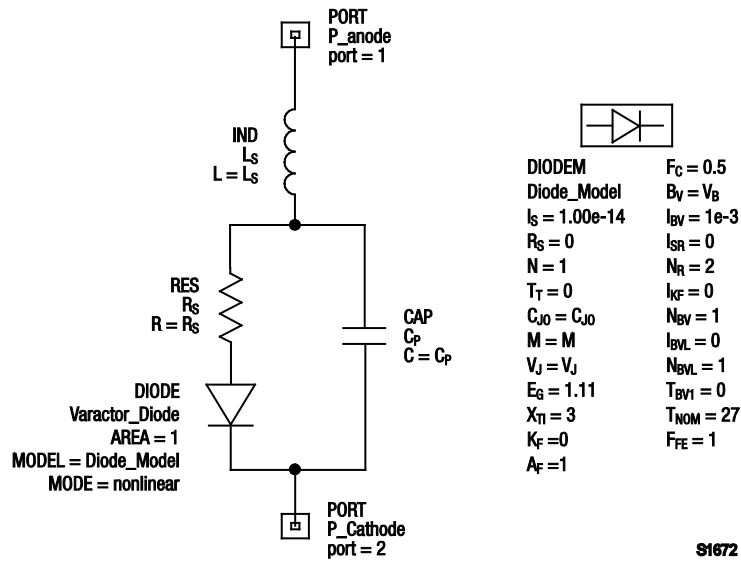 PORT
P_anode
port = 1
IND
LS
L = LS
RES
RS
R = RS
CAP
CP
C = CP
DIODE
Varactor_Diode
AREA = 1
MODEL = Diode_Model
MODE = nonlinear
PORT
P_Cathode
port = 2
DIODEM
Diode_Model
IS = 1.00e-14
RS = 0
N = 1
TT = 0
CJO = CJO
M = M
VJ = VJ
EG = 1.11
XTI = 3
KF =0
AF =1
FC = 0.5
BV = VB
IBV = 1e-3
ISR = 0
NR = 2
IKF = 0
NBV = 1
IBVL = 0
NBVL = 1
TBV1 = 0
TNOM = 27
FFE = 1
S1672